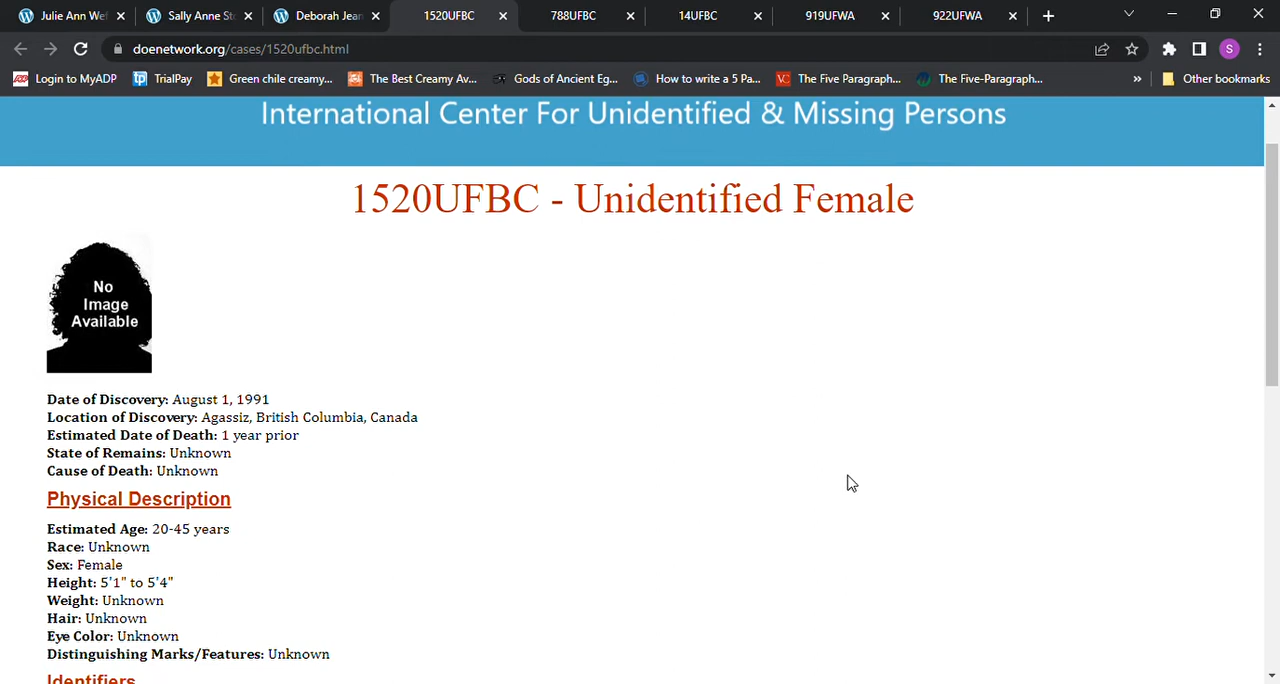 Julie Ann We
Sally Anne St
Deborah Jean
1520UFBC
788UFBC
14UFBC
919UFWA
922UFWA
doenetwork.org/cases/1520ufbc.html
S
Login to MyADP
tp TrialPay
Green chile creamy...
The Best Creamy Av...
Gods of Ancient Eg...
How to write a 5 Pa...
VC The Five Paragraph...
The Five-Paragraph...
»
Other bookmarks
International Center For Unidentified & Missing Persons
1520UFBC - Unidentified Female
No
Image
Available
Date of Discovery: August 1, 1991
Location of Discovery: Agassiz, British Columbia, Canada
Estimated Date of Death: 1 year prior
State of Remains: Unknown
Cause of Death: Unknown
Physical Description
Estimated Age: 20-45 years
Race: Unknown
Sex: Female
Height: 5'1" to 5'4"
Weight: Unknown
Hair: Unknown
Eye Color: Unknown
Distinguishing Marks/Features: Unknown
Identifiers